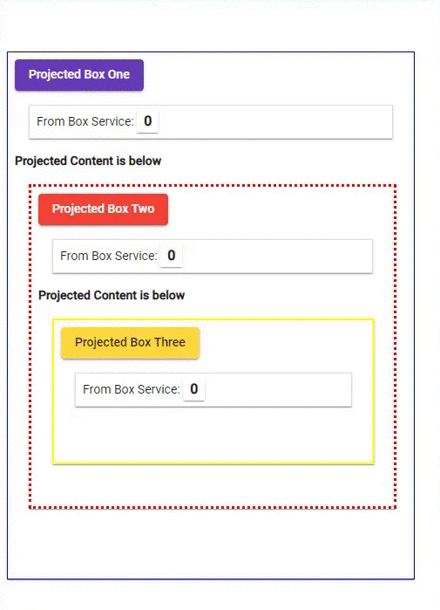 Projected Box One
From Box Service: 0
Projected Content is below
Projected Box Two
From Box Service: 0
Projected Content is below
Projected Box Three
From Box Service: 0